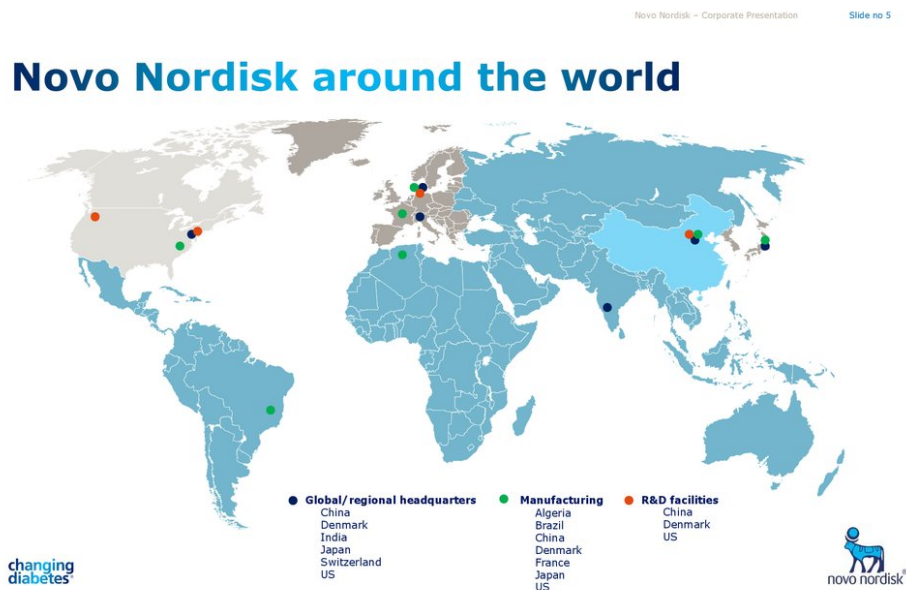 Novo Nordisk – Corporate Presentation Slide no 5
Novo Nordisk around the world
Global/regional headquarters
China
Denmark
India
Japan
Switzerland
US
Manufacturing
Algeria
Brazil
China
Denmark
France
Japan
US
R&D facilities
China
Denmark
US
changing
diabetes®
novo nordisk®